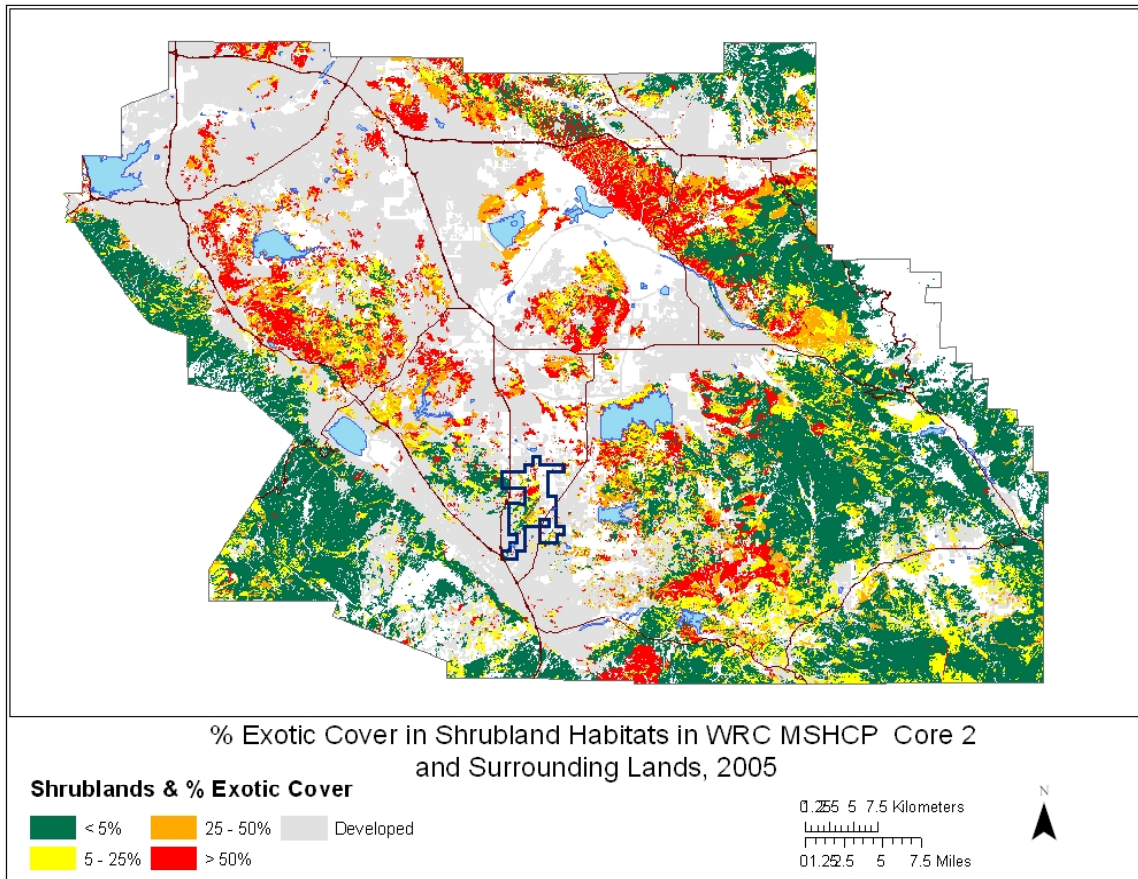 % Exotic Cover in Shrubland Habitats in WRC MSHCP Core 2
and Surrounding Lands, 2005
Shrublands & % Exotic Cover
< 5%
25 - 50%
Developed
5 - 25%
> 50%
5 7.5 Kilometers
5 7.5 Miles
N